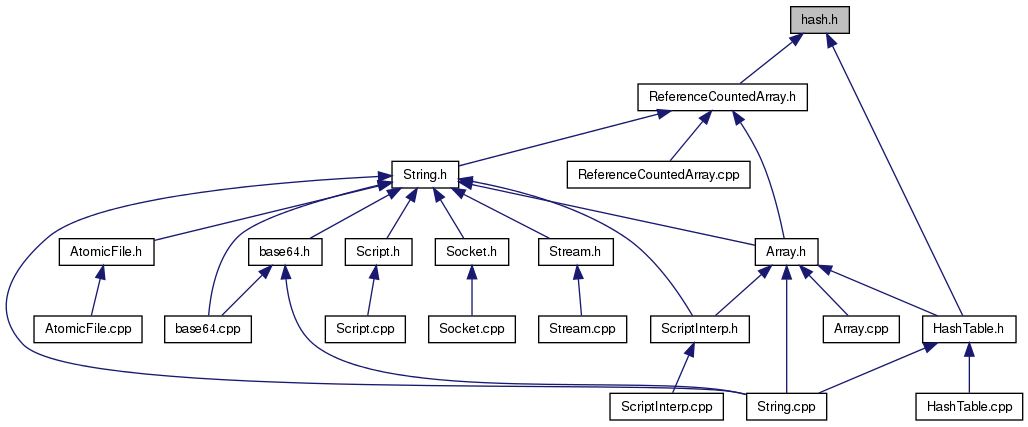 hash.h
ReferenceCountedArray.h
String.h
ReferenceCountedArray.cpp
AtomicFile.h
base64.h
Script.h
Socket.h
Stream.h
Array.h
AtomicFile.cpp
base64.cpp
Script.cpp
Socket.cpp
Stream.cpp
ScriptInterp.h
Array.cpp
HashTable.h
ScriptInterp.cpp
String.cpp
HashTable.cpp